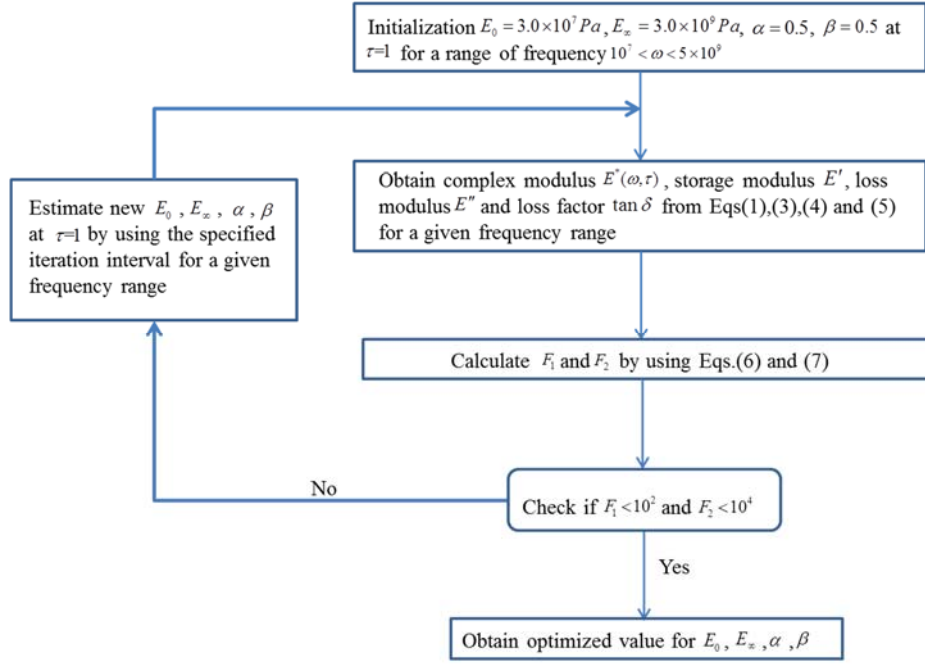 Initialization E₀ = 3.0×10⁷ Pa, E∞ = 3.0×10⁹ Pa, α = 0.5, β = 0.5 at
τ=1 for a range of frequency 10⁷ < ω < 5×10⁹
Obtain complex modulus E*(ω,τ), storage modulus E′, loss
modulus E″ and loss factor tan δ from Eqs(1),(3),(4) and (5)
for a given frequency range
Estimate new E₀, E∞, α, β
at τ=1 by using the specified
iteration interval for a given
frequency range
Calculate F₁ and F₂ by using Eqs.(6) and (7)
No
Check if F₁<10² and F₂<10⁴
Yes
Obtain optimized value for E₀, E∞, α, β